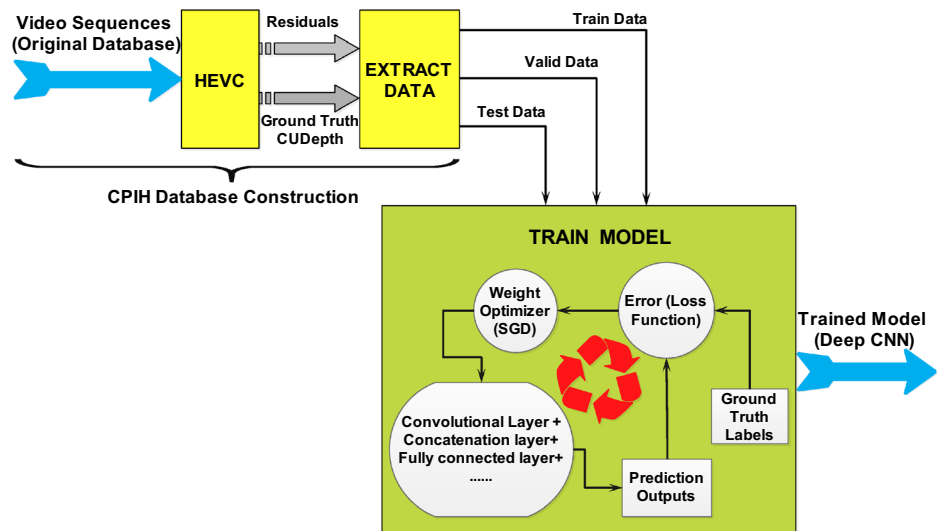 Video Sequences
(Original Database)
HEVC
Residuals
Ground Truth
CUDepth
EXTRACT
DATA
Train Data
Valid Data
Test Data
CPIH Database Construction
TRAIN MODEL
Weight
Optimizer
(SGD)
Error (Loss
Function)
Convolutional Layer +
Concatenation layer+
Fully connected layer+
......
Prediction
Outputs
Ground
Truth
Labels
Trained Model
(Deep CNN)